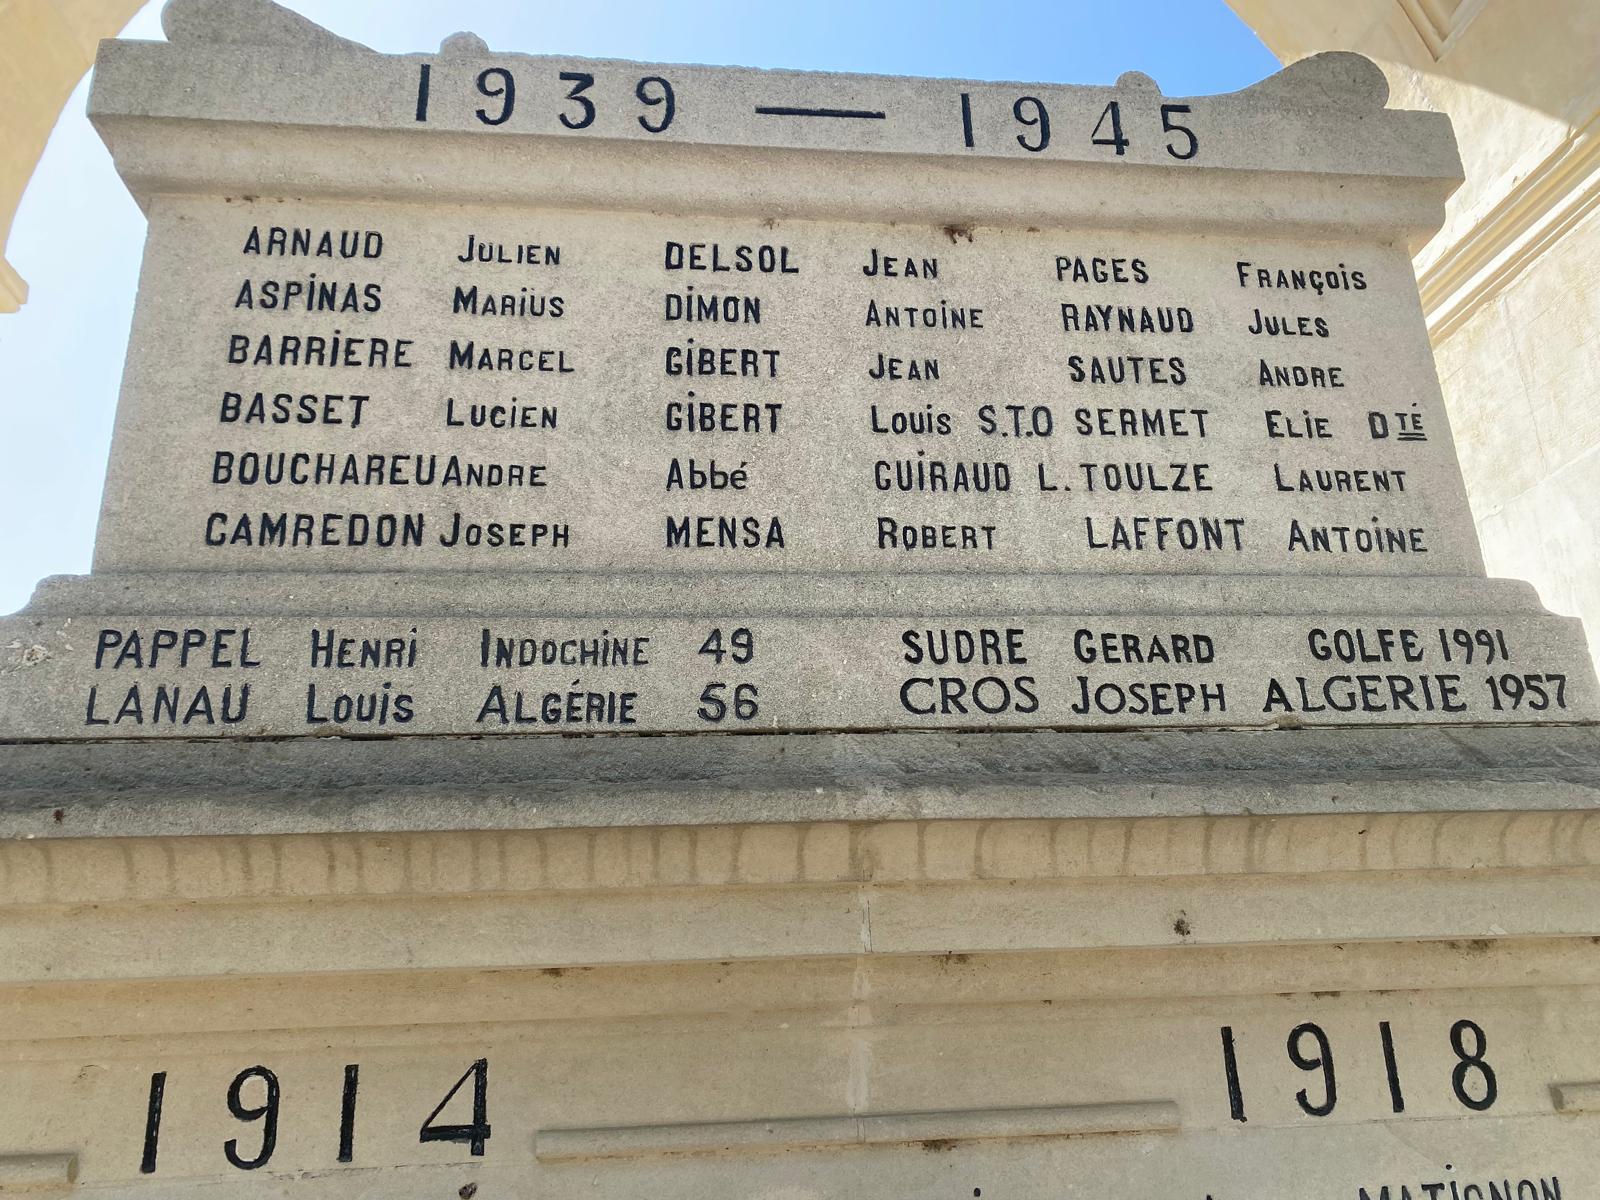 1939 — 1945
ARNAUD JULIEN DELSOL JEAN PAGES FRANÇOIS
ASPINAS MARIUS DIMON ANTOINE RAYNAUD JULES
BARRIERE MARCEL GIBERT JEAN SAUTES ANDRE
BASSET LUCIEN GIBERT LOUIS S.T.O SERMET ELIE DTÉ
BOUCHAREU ANDRE Abbé GUIRAUD L. TOULZE LAURENT
CAMREDON JOSEPH MENSA ROBERT LAFFONT ANTOINE
PAPPEL HENRI INDOCHINE 49 SUDRE GERARD GOLFE 1991
LANAU LOUIS ALGÉRIE 56 CROS JOSEPH ALGERIE 1957
1914 1918
MATIGNON